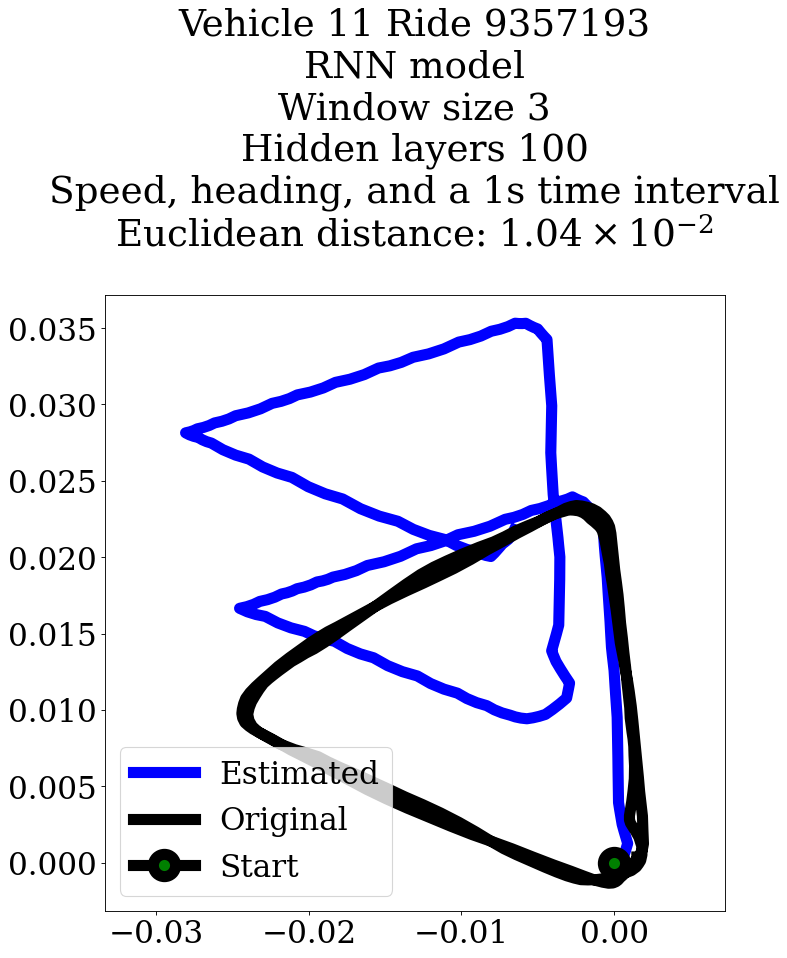 Vehicle 11 Ride 9357193
RNN model
Window size 3
Hidden layers 100
Speed, heading, and a 1s time interval
Euclidean distance: 1.04 × 10⁻²
0.035
0.030
0.025
0.020
0.015
0.010
0.005
0.000
Estimated
Original
Start
−0.03 −0.02 −0.01 0.00